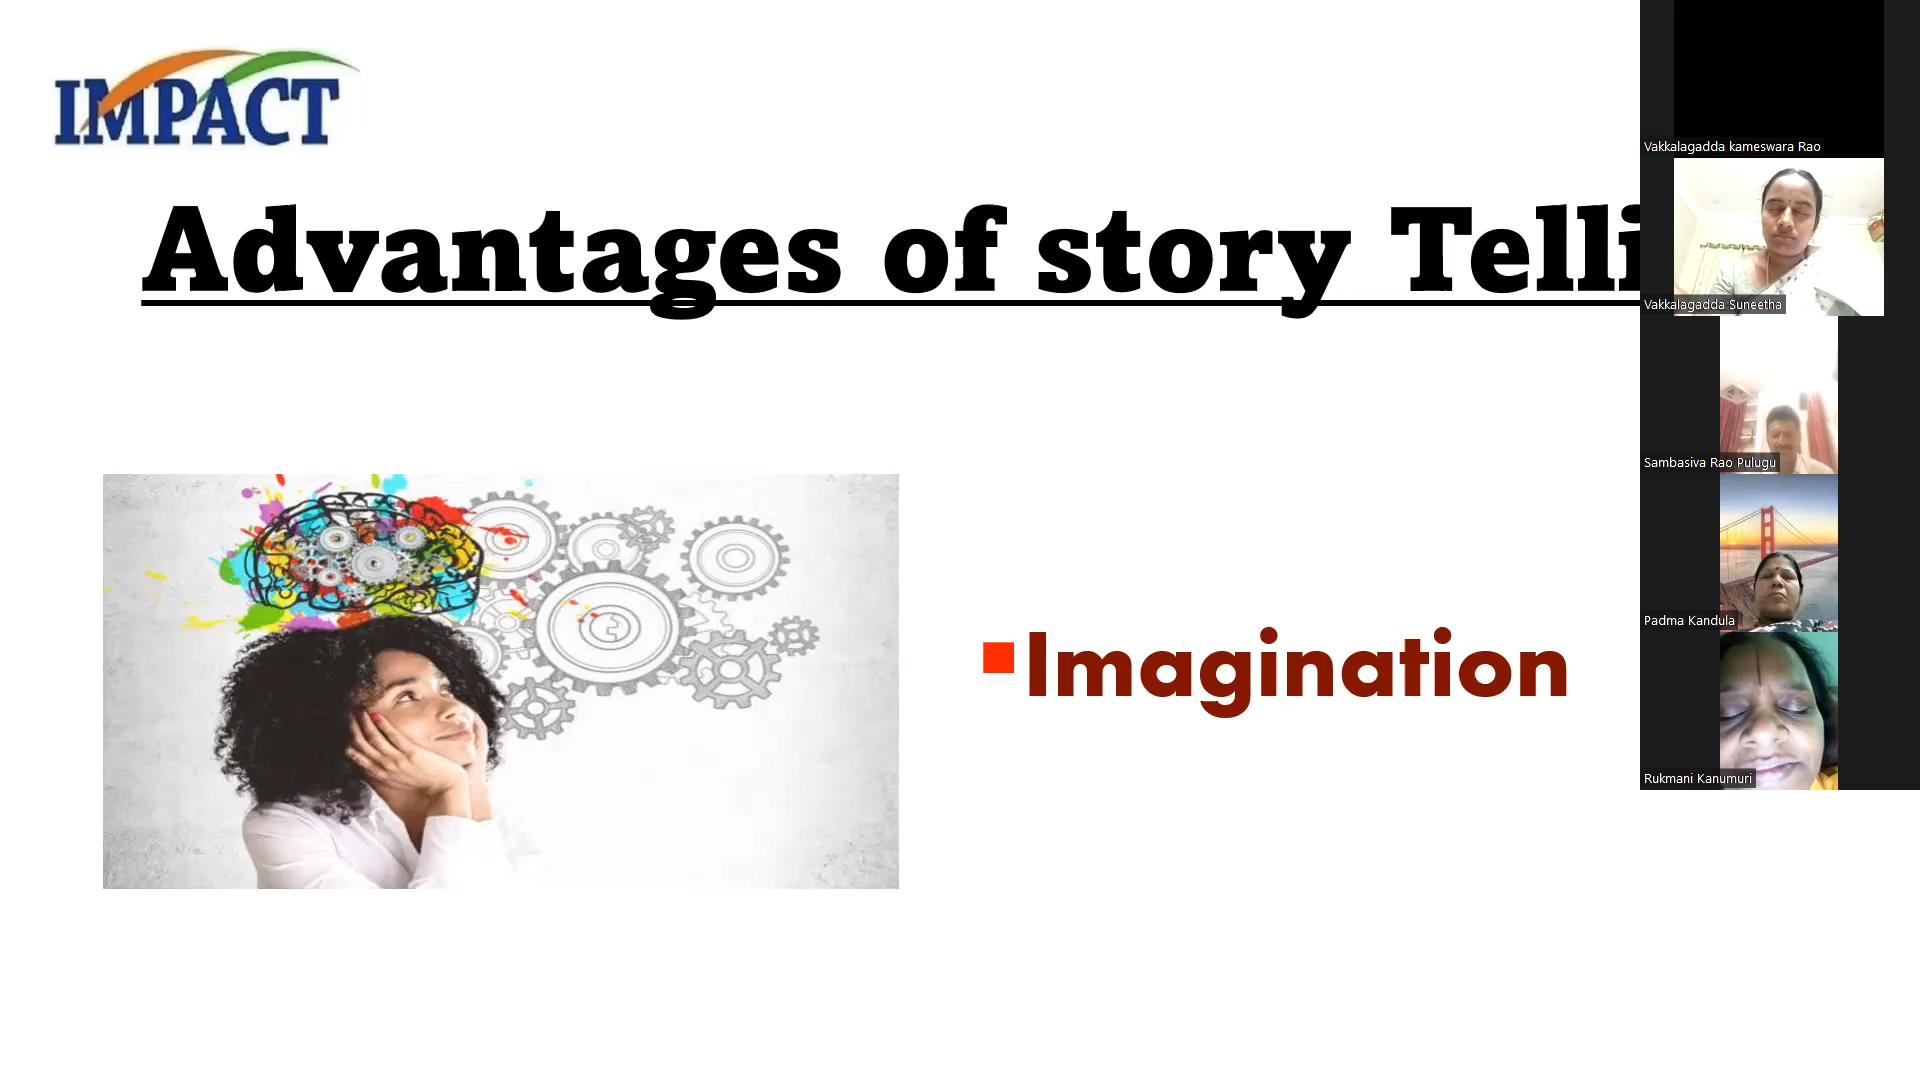 IMPACT
Advantages of story Telli
Imagination
Vakkalagadda kameswara Rao
Vakkalagadda Suneetha
Sambasiva Rao Pulugu
Padma Kandula
Rukmani Kanumuri